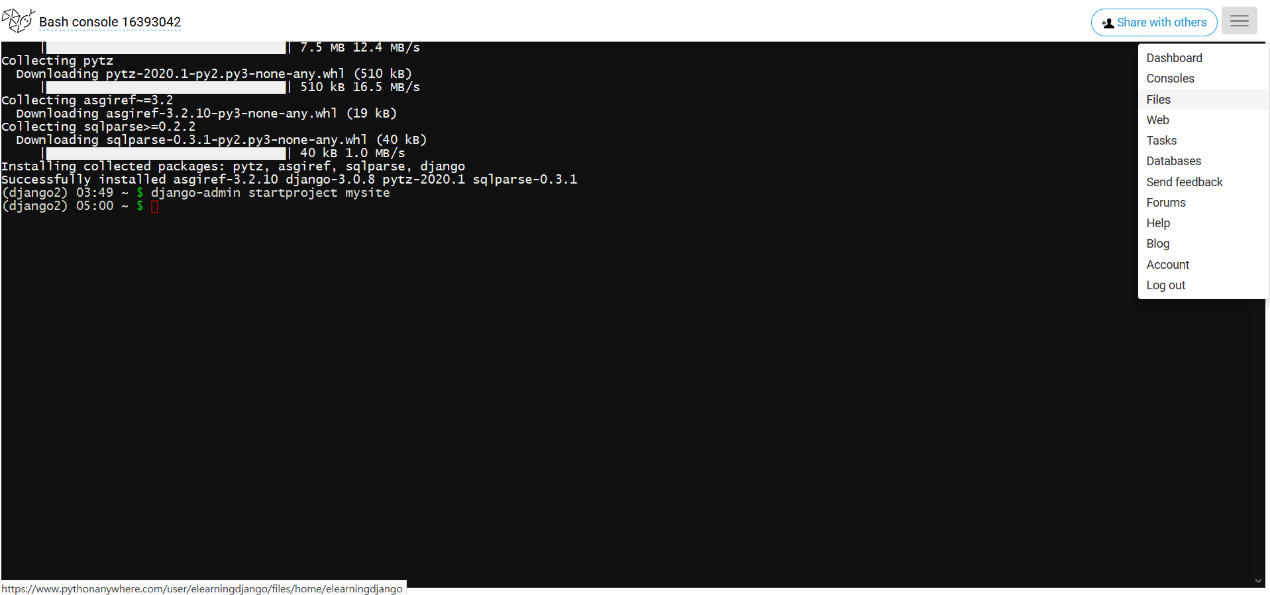 Bash console 16393042
Share with others
| | 7.5 MB 12.4 MB/s
Collecting pytz
Downloading pytz-2020.1-py2.py3-none-any.whl (510 kB)
| | 510 kB 16.5 MB/s
Collecting asgiref~=3.2
Downloading asgiref-3.2.10-py3-none-any.whl (19 kB)
Collecting sqlparse>=0.2.2
Downloading sqlparse-0.3.1-py2.py3-none-any.whl (40 kB)
| | 40 kB 1.0 MB/s
Installing collected packages: pytz, asgiref, sqlparse, django
Successfully installed asgiref-3.2.10 django-3.0.8 pytz-2020.1 sqlparse-0.3.1
(django2) 03:49 ~ $ django-admin startproject mysite
(django2) 05:00 ~ $
Dashboard
Consoles
Files
Web
Tasks
Databases
Send feedback
Forums
Help
Blog
Account
Log out
https://www.pythonanywhere.com/user/elearningdjango/files/home/elearningdjango